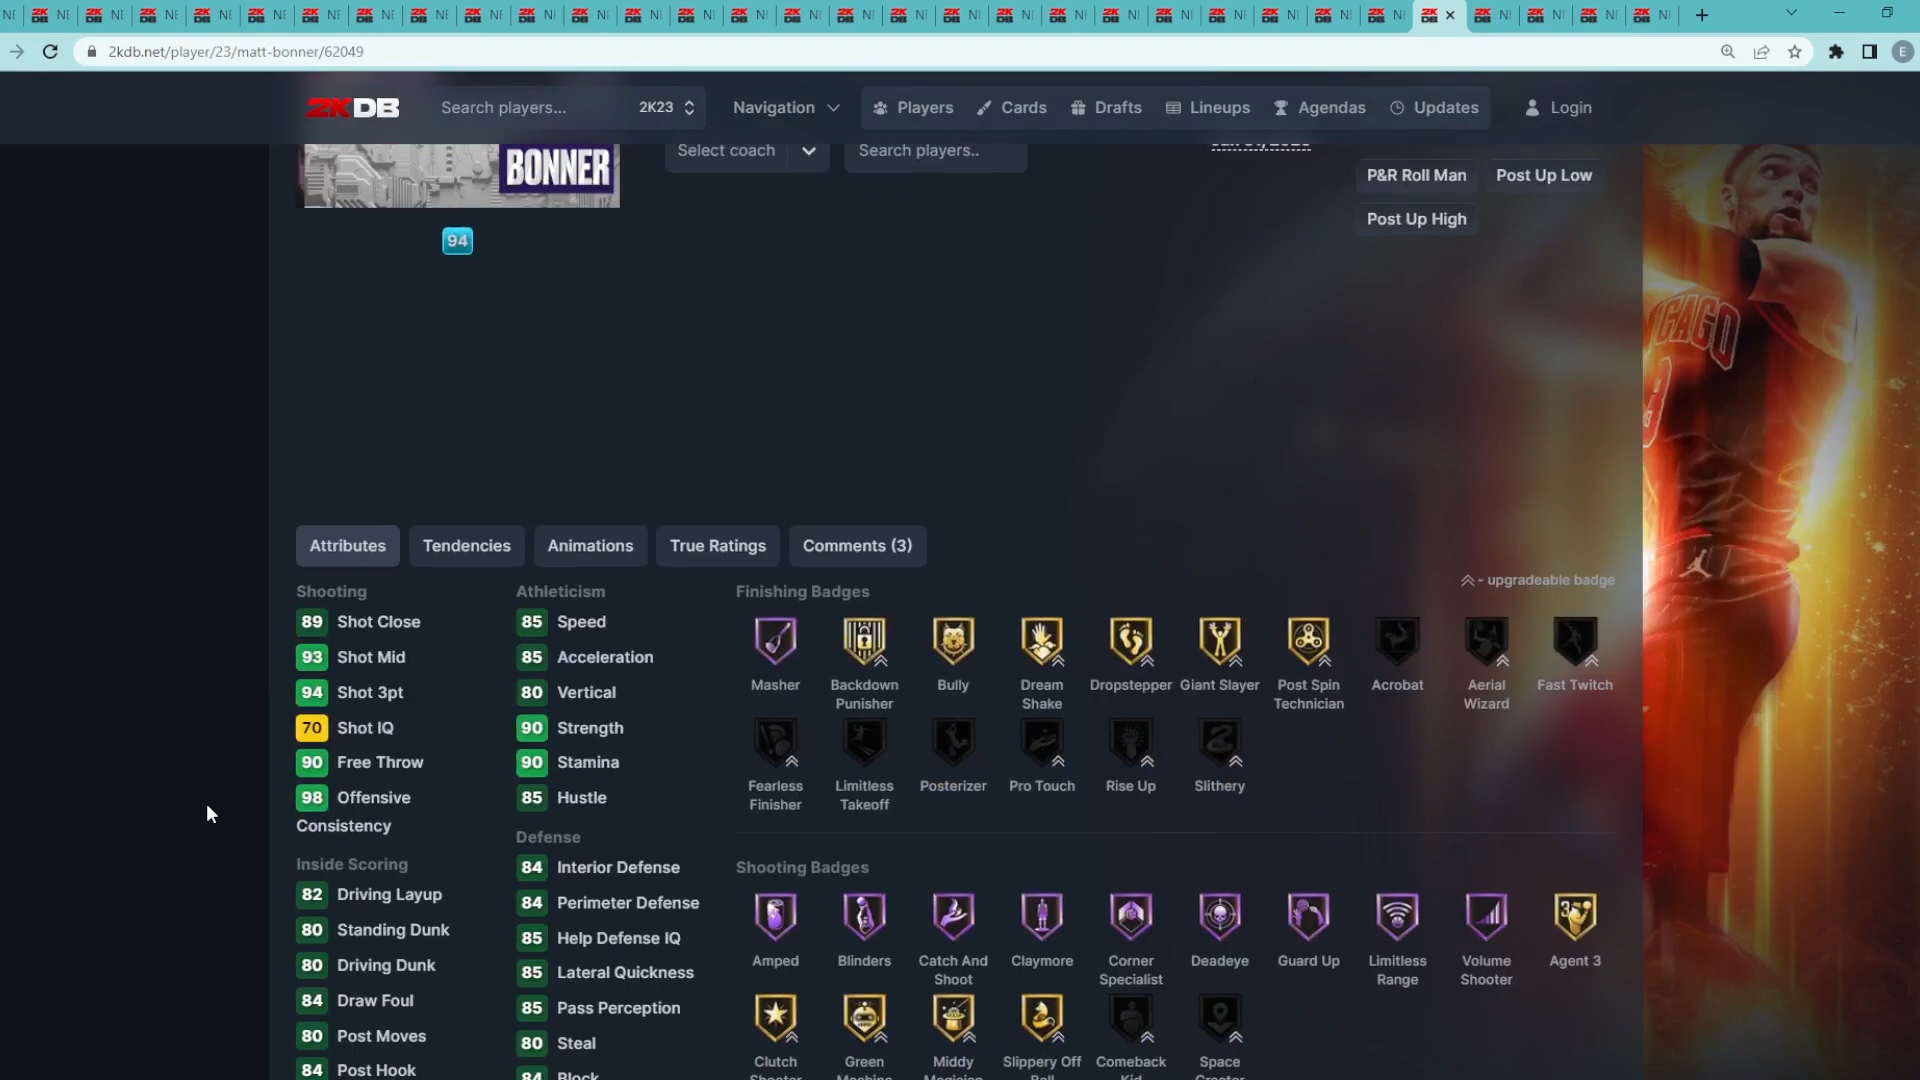 2kdb.net/player/23/matt-bonner/62049
E
2KDB
Search players...
2K23
Navigation
Players
Cards
Drafts
Lineups
Agendas
Updates
Login
BONNER
Select coach
Search players..
P&R Roll Man
Post Up Low
Post Up High
94
Attributes
Tendencies
Animations
True Ratings
Comments (3)
- upgradeable badge
Shooting
89 Shot Close
93 Shot Mid
94 Shot 3pt
70 Shot IQ
90 Free Throw
98 Offensive
Consistency
Inside Scoring
82 Driving Layup
80 Standing Dunk
80 Driving Dunk
84 Draw Foul
80 Post Moves
84 Post Hook
Athleticism
85 Speed
85 Acceleration
80 Vertical
90 Strength
90 Stamina
85 Hustle
Defense
84 Interior Defense
84 Perimeter Defense
85 Help Defense IQ
85 Lateral Quickness
85 Pass Perception
80 Steal
84 Block
Finishing Badges
Masher
Backdown
Punisher
Bully
Dream
Shake
Dropstepper
Giant Slayer
Post Spin
Technician
Acrobat
Aerial
Wizard
Fast Twitch
Fearless
Finisher
Limitless
Takeoff
Posterizer
Pro Touch
Rise Up
Slithery
Shooting Badges
Amped
Blinders
Catch And
Shoot
Claymore
Corner
Specialist
Deadeye
Guard Up
Limitless
Range
Volume
Shooter
Agent 3
Clutch
Shooter
Green
Machine
Middy
Magician
Slippery Off
Ball
Comeback
Kid
Space
Creator